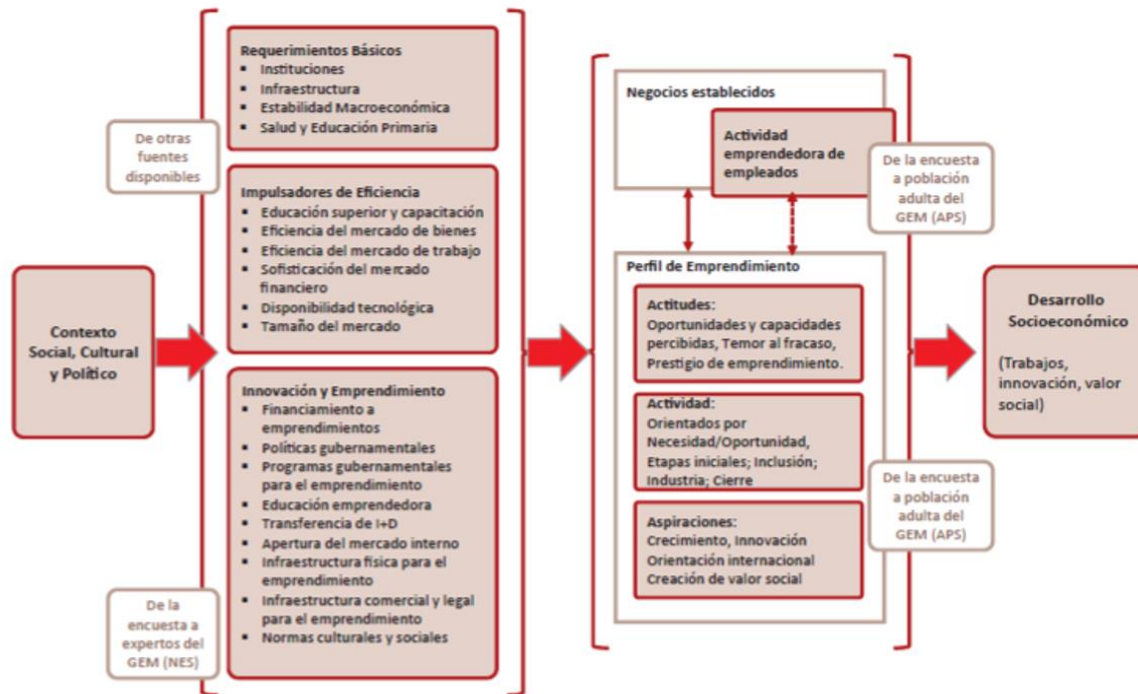 Contexto
Social, Cultural
y Político
De otras
fuentes
disponibles
De la
encuesta a
expertos del
GEM (NES)
Requerimientos Básicos
▪ Instituciones
▪ Infraestructura
▪ Estabilidad Macroeconómica
▪ Salud y Educación Primaria
Impulsadores de Eficiencia
▪ Educación superior y capacitación
▪ Eficiencia del mercado de bienes
▪ Eficiencia del mercado de trabajo
▪ Sofisticación del mercado
financiero
▪ Disponibilidad tecnológica
▪ Tamaño del mercado
Innovación y Emprendimiento
▪ Financiamiento a
emprendimientos
▪ Políticas gubernamentales
▪ Programas gubernamentales
para el emprendimiento
▪ Educación emprendedora
▪ Transferencia de I+D
▪ Apertura del mercado interno
▪ Infraestructura física para el
emprendimiento
▪ Infraestructura comercial y legal
para el emprendimiento
▪ Normas culturales y sociales
Negocios establecidos
Actividad
emprendedora de
empleados
De la encuesta
a población
adulta del
GEM (APS)
Perfil de Emprendimiento
Actitudes:
Oportunidades y capacidades
percibidas, Temor al fracaso,
Prestigio de emprendimiento.
Actividad:
Orientados por
Necesidad/Oportunidad,
Etapas iniciales; Inclusión;
Industria; Cierre
Aspiraciones:
Crecimiento, Innovación
Orientación internacional
Creación de valor social
De la encuesta
a población
adulta del
GEM (APS)
Desarrollo
Socioeconómico
(Trabajos,
innovación, valor
social)